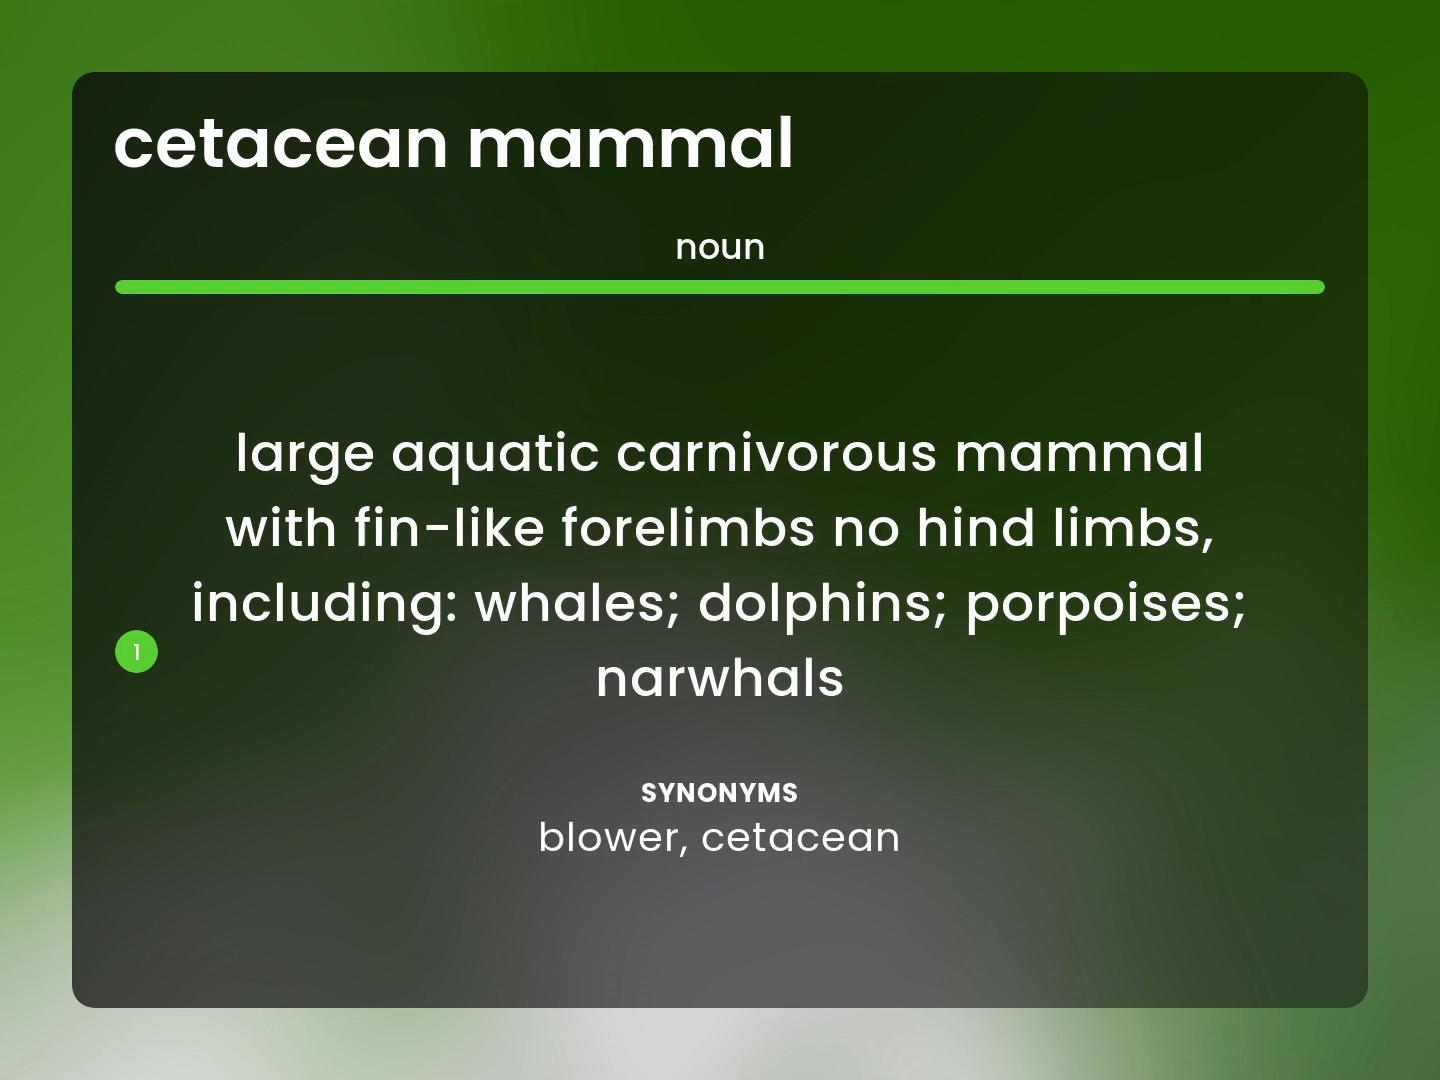 cetacean mammal
noun
large aquatic carnivorous mammal
with fin-like forelimbs no hind limbs,
including: whales; dolphins; porpoises;
1
narwhals
SYNONYMS
blower, cetacean